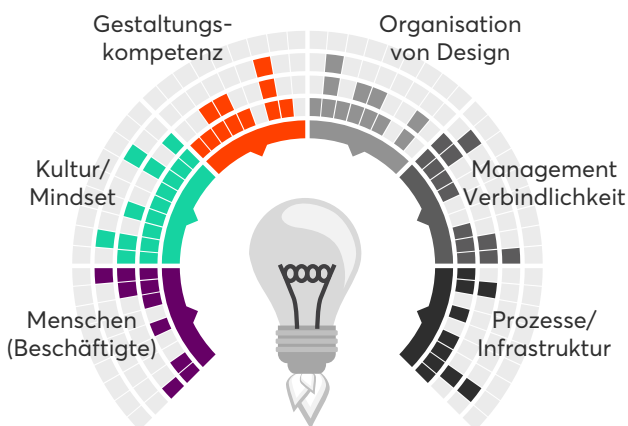 Gestaltungs-
kompetenz
Organisation
von Design
Kultur/
Mindset
Management
Verbindlichkeit
Menschen
(Beschäftigte)
Prozesse/
Infrastruktur